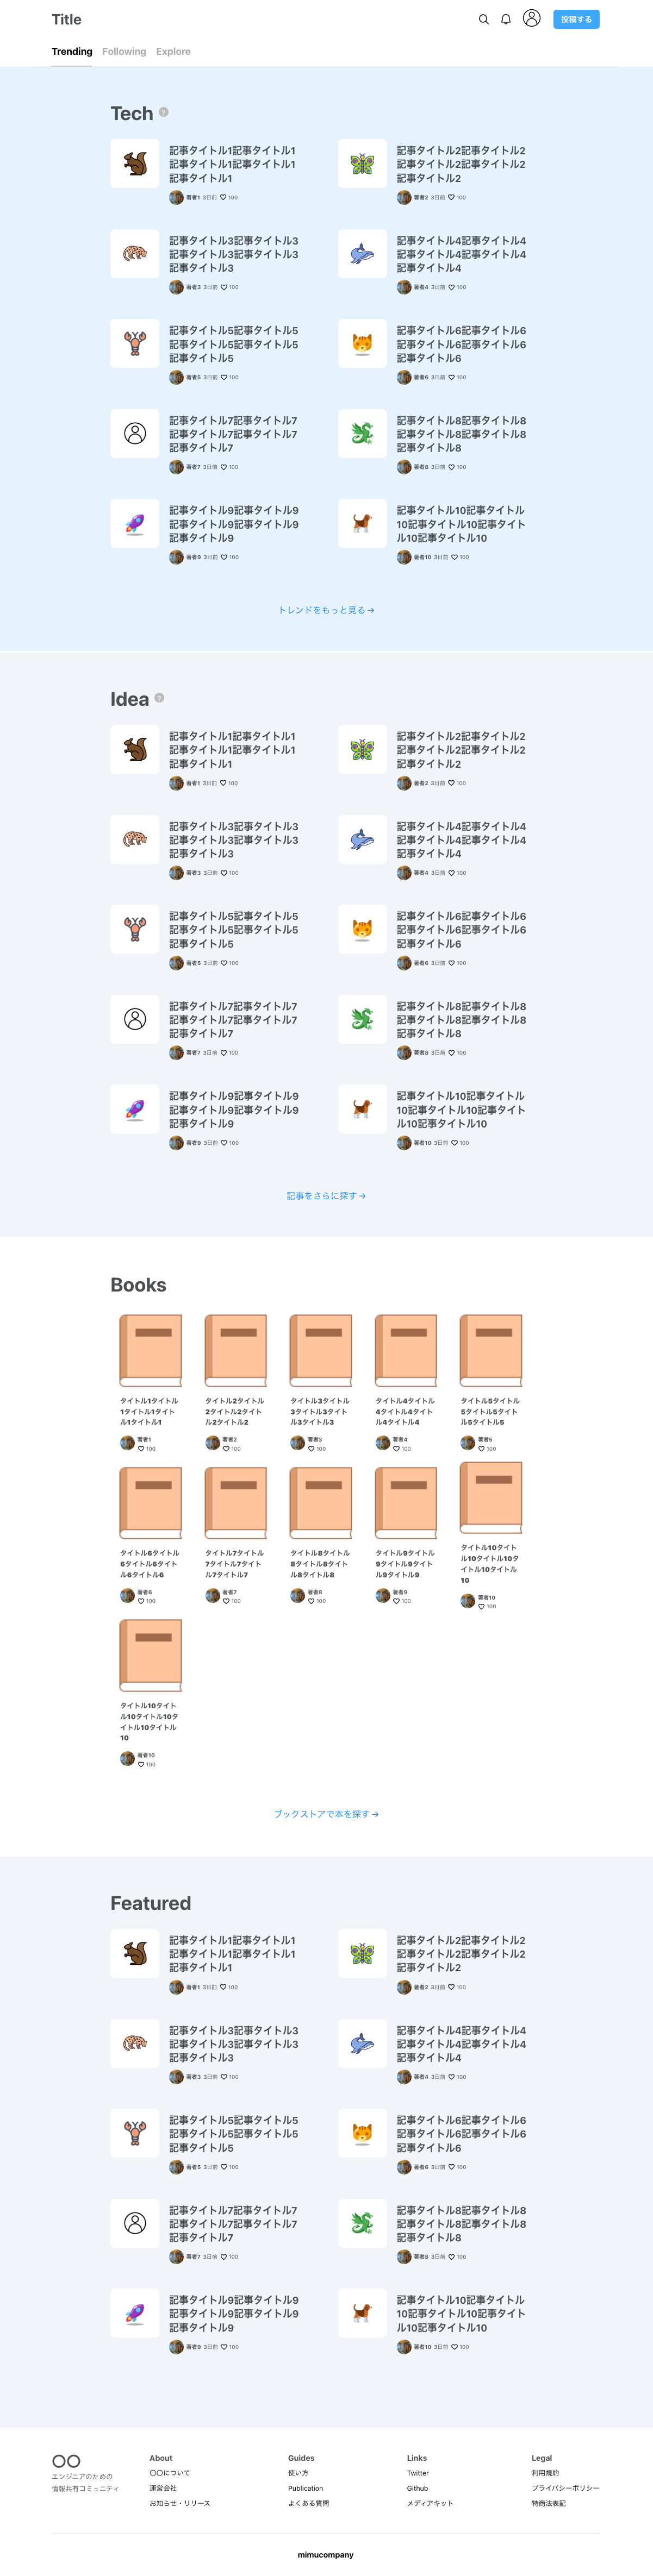 Title
投稿する
Trending Following Explore
Tech ?
記事タイトル1記事タイトル1
記事タイトル1記事タイトル1
記事タイトル1
著者1 3日前 100
記事タイトル2記事タイトル2
記事タイトル2記事タイトル2
記事タイトル2
著者2 3日前 100
記事タイトル3記事タイトル3
記事タイトル3記事タイトル3
記事タイトル3
著者3 3日前 100
記事タイトル4記事タイトル4
記事タイトル4記事タイトル4
記事タイトル4
著者4 3日前 100
記事タイトル5記事タイトル5
記事タイトル5記事タイトル5
記事タイトル5
著者5 3日前 100
記事タイトル6記事タイトル6
記事タイトル6記事タイトル6
記事タイトル6
著者6 3日前 100
記事タイトル7記事タイトル7
記事タイトル7記事タイトル7
記事タイトル7
著者7 3日前 100
記事タイトル8記事タイトル8
記事タイトル8記事タイトル8
記事タイトル8
著者8 3日前 100
記事タイトル9記事タイトル9
記事タイトル9記事タイトル9
記事タイトル9
著者9 3日前 100
記事タイトル10記事タイトル
10記事タイトル10記事タイト
ル10記事タイトル10
著者10 3日前 100
トレンドをもっと見る→
Idea ?
記事タイトル1記事タイトル1
記事タイトル1記事タイトル1
記事タイトル1
著者1 3日前 100
記事タイトル2記事タイトル2
記事タイトル2記事タイトル2
記事タイトル2
著者2 3日前 100
記事タイトル3記事タイトル3
記事タイトル3記事タイトル3
記事タイトル3
著者3 3日前 100
記事タイトル4記事タイトル4
記事タイトル4記事タイトル4
記事タイトル4
著者4 3日前 100
記事タイトル5記事タイトル5
記事タイトル5記事タイトル5
記事タイトル5
著者5 3日前 100
記事タイトル6記事タイトル6
記事タイトル6記事タイトル6
記事タイトル6
著者6 3日前 100
記事タイトル7記事タイトル7
記事タイトル7記事タイトル7
記事タイトル7
著者7 3日前 100
記事タイトル8記事タイトル8
記事タイトル8記事タイトル8
記事タイトル8
著者8 3日前 100
記事タイトル9記事タイトル9
記事タイトル9記事タイトル9
記事タイトル9
著者9 3日前 100
記事タイトル10記事タイトル
10記事タイトル10記事タイト
ル10記事タイトル10
著者10 3日前 100
記事をさらに探す→
Books
タイトル1タイトル
1タイトル1タイト
ル1タイトル1
著者1
100
タイトル2タイトル
2タイトル2タイト
ル2タイトル2
著者2
100
タイトル3タイトル
3タイトル3タイト
ル3タイトル3
著者3
100
タイトル4タイトル
4タイトル4タイト
ル4タイトル4
著者4
100
タイトル5タイトル
5タイトル5タイト
ル5タイトル5
著者5
100
タイトル6タイトル
6タイトル6タイト
ル6タイトル6
著者6
100
タイトル7タイトル
7タイトル7タイト
ル7タイトル7
著者7
100
タイトル8タイトル
8タイトル8タイト
ル8タイトル8
著者8
100
タイトル9タイトル
9タイトル9タイト
ル9タイトル9
著者9
100
タイトル10タイト
ル10タイトル10タ
イトル10タイトル
10
著者10
100
タイトル10タイト
ル10タイトル10タ
イトル10タイトル
10
著者10
100
ブックストアで本を探す→
Featured
記事タイトル1記事タイトル1
記事タイトル1記事タイトル1
記事タイトル1
著者1 3日前 100
記事タイトル2記事タイトル2
記事タイトル2記事タイトル2
記事タイトル2
著者2 3日前 100
記事タイトル3記事タイトル3
記事タイトル3記事タイトル3
記事タイトル3
著者3 3日前 100
記事タイトル4記事タイトル4
記事タイトル4記事タイトル4
記事タイトル4
著者4 3日前 100
記事タイトル5記事タイトル5
記事タイトル5記事タイトル5
記事タイトル5
著者5 3日前 100
記事タイトル6記事タイトル6
記事タイトル6記事タイトル6
記事タイトル6
著者6 3日前 100
記事タイトル7記事タイトル7
記事タイトル7記事タイトル7
記事タイトル7
著者7 3日前 100
記事タイトル8記事タイトル8
記事タイトル8記事タイトル8
記事タイトル8
著者8 3日前 100
記事タイトル9記事タイトル9
記事タイトル9記事タイトル9
記事タイトル9
著者9 3日前 100
記事タイトル10記事タイトル
10記事タイトル10記事タイト
ル10記事タイトル10
著者10 3日前 100
〇〇
エンジニアのための
情報共有コミュニティ
About
〇〇について
運営会社
お知らせ・リリース
Guides
使い方
Publication
よくある質問
Links
Twitter
Github
メディアキット
Legal
利用規約
プライバシーポリシー
特商法表記
mimucompany